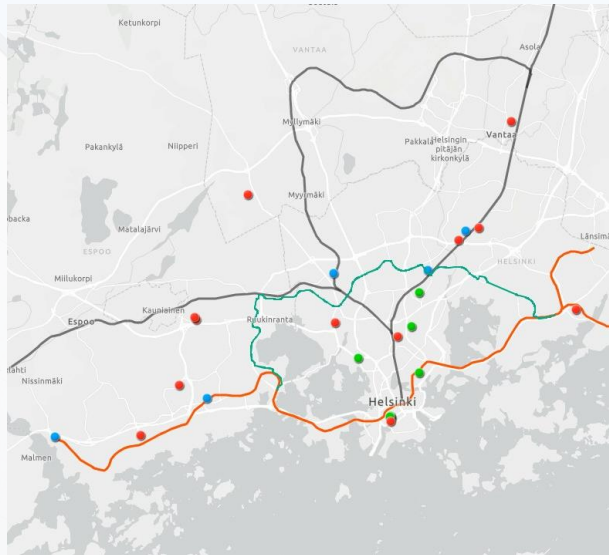 Ketunkorpi
VANTAA
Asola
Myllymäki
Pakkala
Helsingin
pitäjän
kirkonkylä
Vantaa
Pakankylä
Niipperi
Myyrmäki
Matalajärvi
ESPOO
Länsimä
HELSINKI
Kauniainen
Espoo
Ruukinranta
Nissinmäki
Helsinki
Malmen